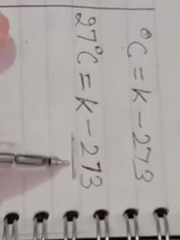 °C = K - 273
27°C = K - 273